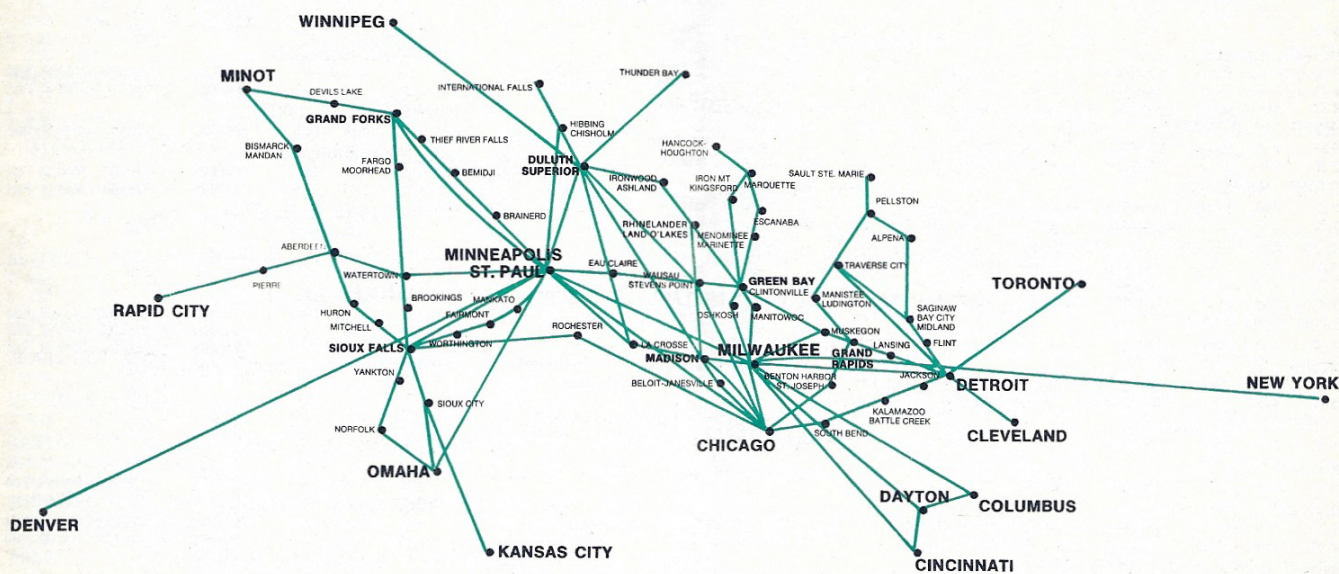 WINNIPEG
MINOT
THUNDER BAY
DEVILS LAKE
INTERNATIONAL FALLS
GRAND FORKS
HIBBING
CHISHOLM
THIEF RIVER FALLS
BISMARCK
MANDAN
HANCOCK-
HOUGHTON
FARGO
MOORHEAD
BEMIDJI
DULUTH
SUPERIOR
IRONWOOD
ASHLAND
IRON MT
KINGSFORD
MARQUETTE
SAULT STE. MARIE
PELLSTON
BRAINERD
RHINELANDER
LAND O'LAKES
ESCANABA
MENOMINEE
MARINETTE
ALPENA
ABERDEEN
MINNEAPOLIS
ST. PAUL
EAU CLAIRE
TRAVERSE CITY
WATERTOWN
WAUSAU
STEVENS POINT
GREEN BAY
CLINTONVILLE
TORONTO
PIERRE
RAPID CITY
BROOKINGS
MANKATO
MANISTEE
LUDINGTON
HURON
FAIRMONT
OSHKOSH
MANITOWOC
SAGINAW
BAY CITY
MIDLAND
MITCHELL
ROCHESTER
MUSKEGON
SIOUX FALLS
WORTHINGTON
LA CROSSE
MILWAUKEE
GRAND
RAPIDS
LANSING
FLINT
MADISON
YANKTON
BELOIT-JANESVILLE
BENTON HARBOR
ST. JOSEPH
JACKSON
DETROIT
NEW YORK
SIOUX CITY
KALAMAZOO
BATTLE CREEK
NORFOLK
CHICAGO
SOUTH BEND
CLEVELAND
OMAHA
DAYTON
COLUMBUS
DENVER
KANSAS CITY
CINCINNATI